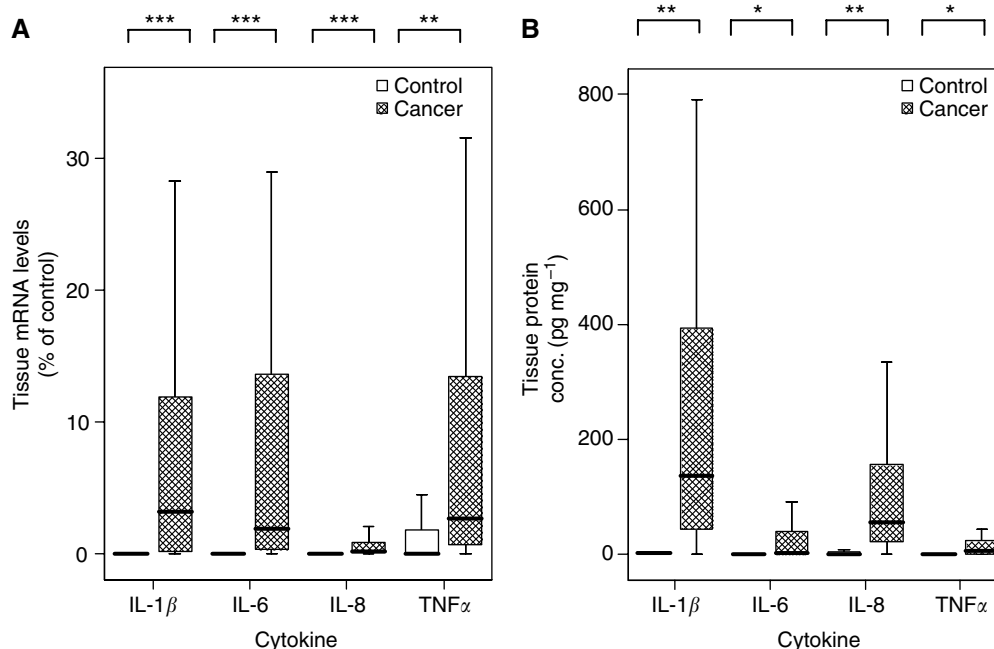 A
*** *** *** **
Control
Cancer
30
20
10
0
Tissue mRNA levels
(% of control)
IL-1β IL-6 IL-8 TNFα
Cytokine
B
** * ** *
Control
Cancer
800
600
400
200
0
Tissue protein
conc. (pg mg⁻¹)
IL-1β IL-6 IL-8 TNFα
Cytokine